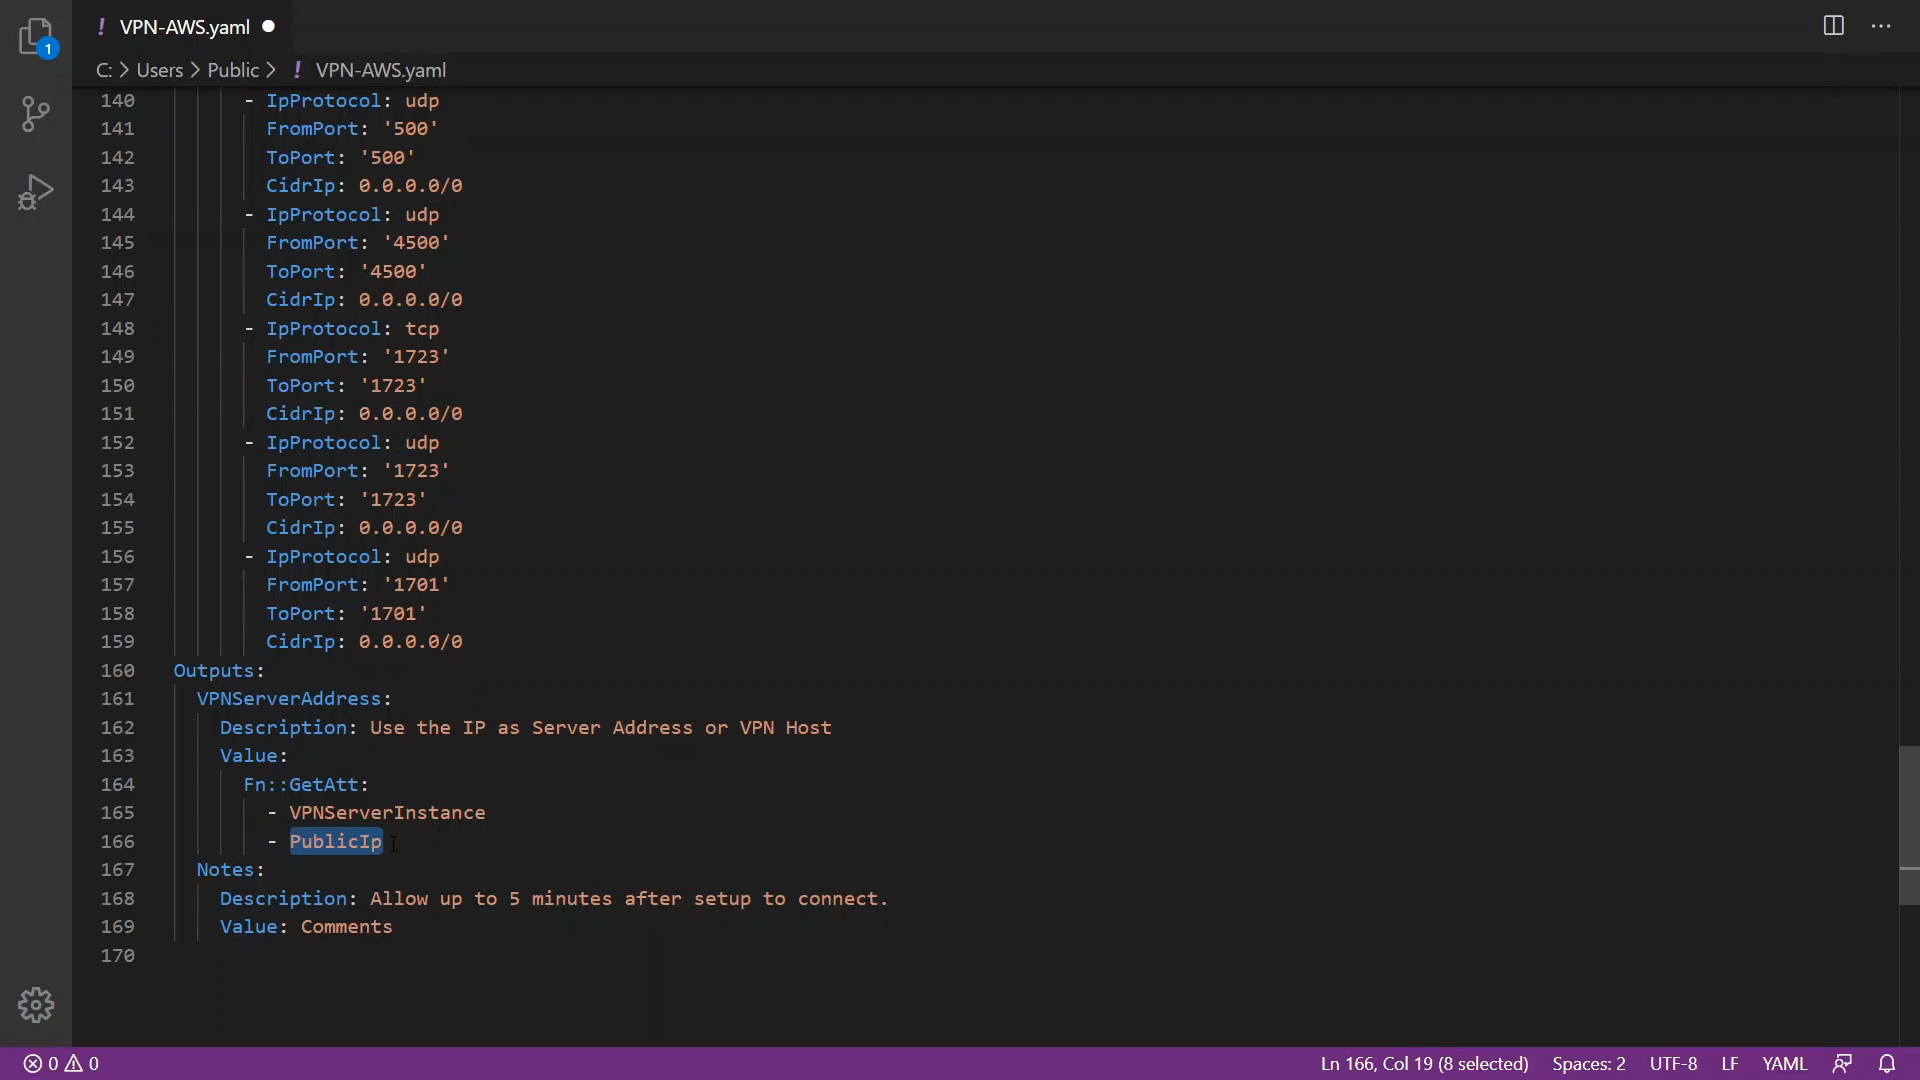 ! VPN-AWS.yaml ●
C: > Users > Public > ! VPN-AWS.yaml
1
140 - IpProtocol: udp
141 FromPort: '500'
142 ToPort: '500'
143 CidrIp: 0.0.0.0/0
144 - IpProtocol: udp
145 FromPort: '4500'
146 ToPort: '4500'
147 CidrIp: 0.0.0.0/0
148 - IpProtocol: tcp
149 FromPort: '1723'
150 ToPort: '1723'
151 CidrIp: 0.0.0.0/0
152 - IpProtocol: udp
153 FromPort: '1723'
154 ToPort: '1723'
155 CidrIp: 0.0.0.0/0
156 - IpProtocol: udp
157 FromPort: '1701'
158 ToPort: '1701'
159 CidrIp: 0.0.0.0/0
160 Outputs:
161 VPNServerAddress:
162 Description: Use the IP as Server Address or VPN Host
163 Value:
164 Fn::GetAtt:
165 - VPNServerInstance
166 - PublicIp
167 Notes:
168 Description: Allow up to 5 minutes after setup to connect.
169 Value: Comments
170
0 0 Ln 166, Col 19 (8 selected) Spaces: 2 UTF-8 LF YAML